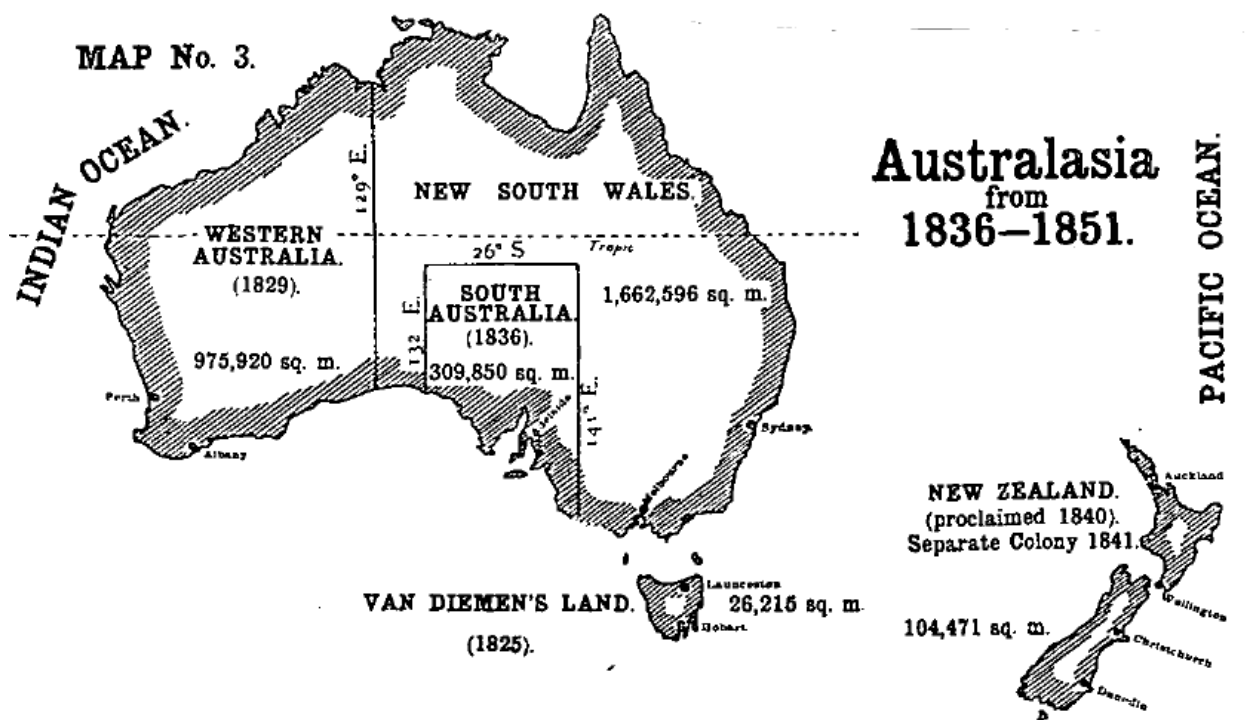 MAP No. 3.
INDIAN OCEAN.
Australasia
from
1836—1851.
PACIFIC OCEAN.
129° E.
NEW SOUTH WALES.
WESTERN
AUSTRALIA.
(1829).
Tropic
26° S
SOUTH
AUSTRALIA.
(1836).
1,662,596 sq. m.
132 E.
975,920 sq. m.
309,850 sq. m.
141° E.
Perth
Albany
Adelaide
Sydney
Melbourne
Auckland
NEW ZEALAND.
(proclaimed 1840).
Separate Colony 1841.
Launceston
VAN DIEMEN'S LAND.
26,215 sq. m
Hobart
(1825).
Wellington
104,471 sq. m.
Christchurch
Dunedin